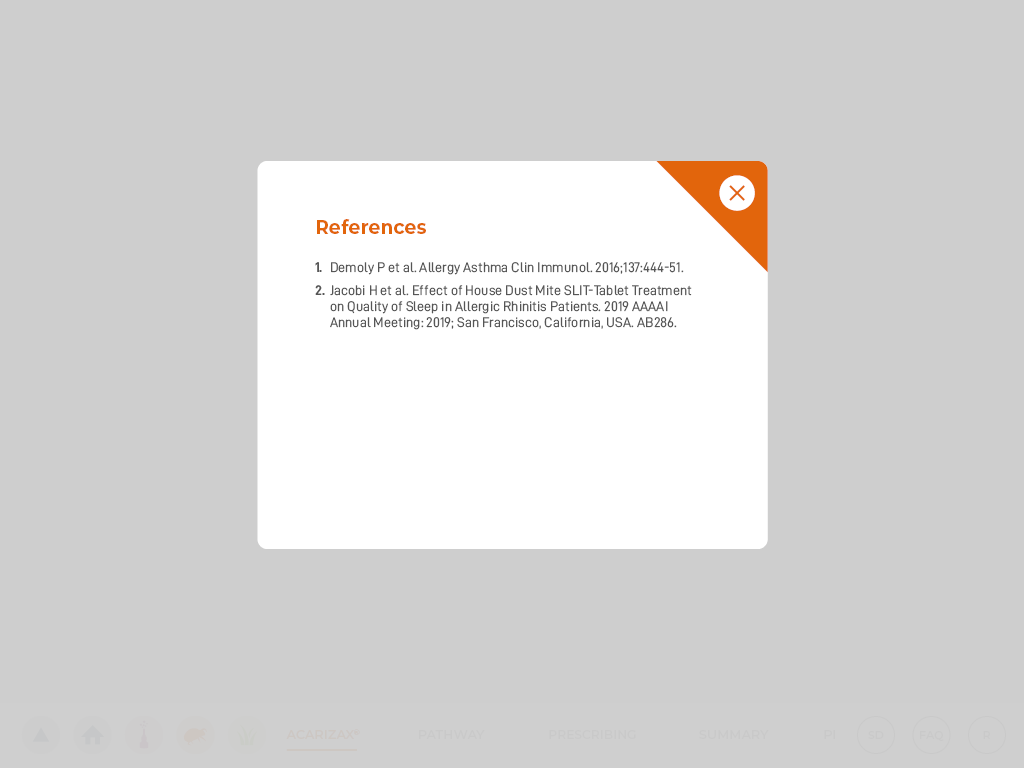 References
1. Demoly P et al. Allergy Asthma Clin Immunol. 2016;137:444-51.
2. Jacobi H et al. Effect of House Dust Mite SLIT-Tablet Treatment
on Quality of Sleep in Allergic Rhinitis Patients. 2019 AAAAI
Annual Meeting: 2019; San Francisco, California, USA. AB286.
ACARIZAX® PATHWAY PRESCRIBING SUMMARY PI SD FAQ R